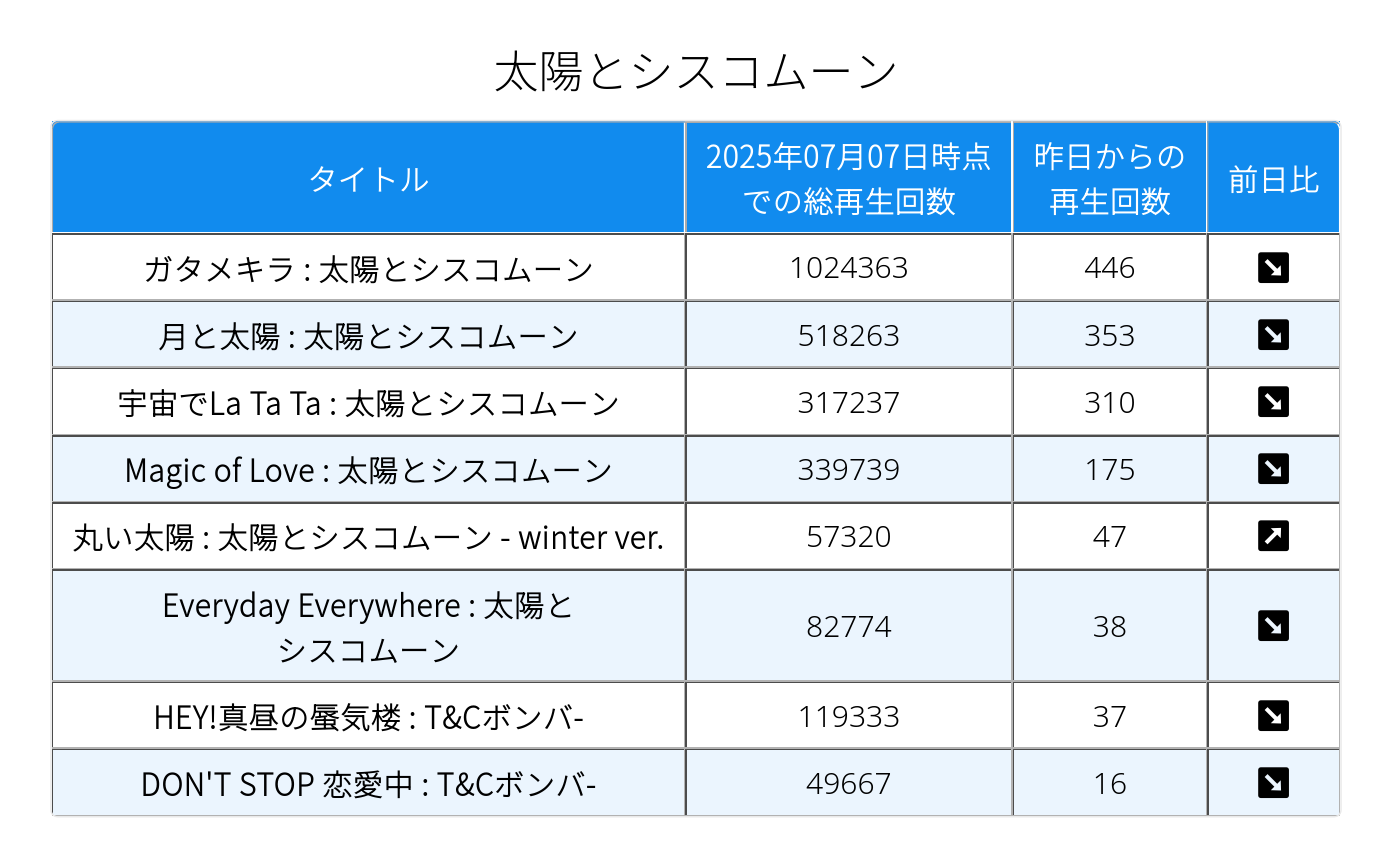 太陽とシスコムーン
タイトル
2025年07月07日時点
での総再生回数
昨日からの
再生回数
前日比
ガタメキラ : 太陽とシスコムーン 1024363 446 ↘
月と太陽 : 太陽とシスコムーン 518263 353 ↘
宇宙でLa Ta Ta : 太陽とシスコムーン 317237 310 ↘
Magic of Love : 太陽とシスコムーン 339739 175 ↘
丸い太陽 : 太陽とシスコムーン - winter ver. 57320 47 ↗
Everyday Everywhere : 太陽と
シスコムーン 82774 38 ↘
HEY!真昼の蜃気楼 : T&Cボンバ- 119333 37 ↘
DON'T STOP 恋愛中 : T&Cボンバ- 49667 16 ↘